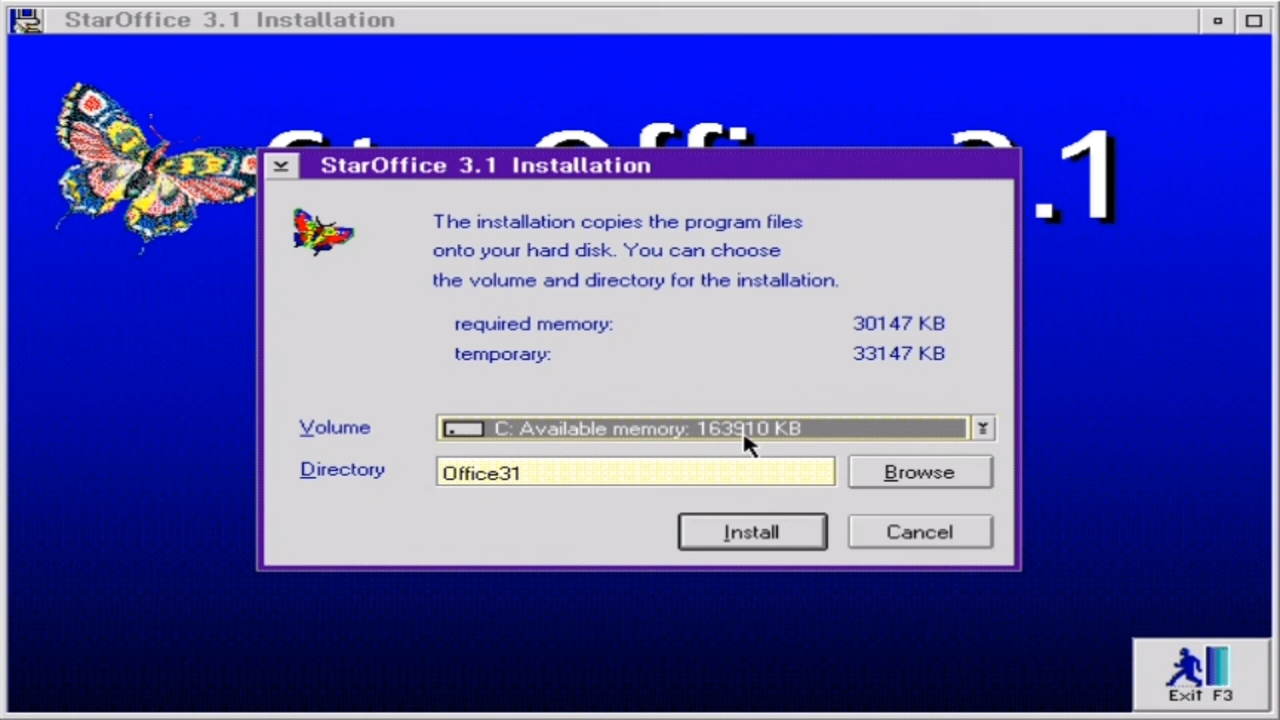 StarOffice 3.1 Installation
StarOffice 3.1 Installation
The installation copies the program files
onto your hard disk. You can choose
the volume and directory for the installation.
required memory: 30147 KB
temporary: 33147 KB
Volume C: Available memory: 163910 KB
Directory Office31 Browse
Install Cancel
Exit F3